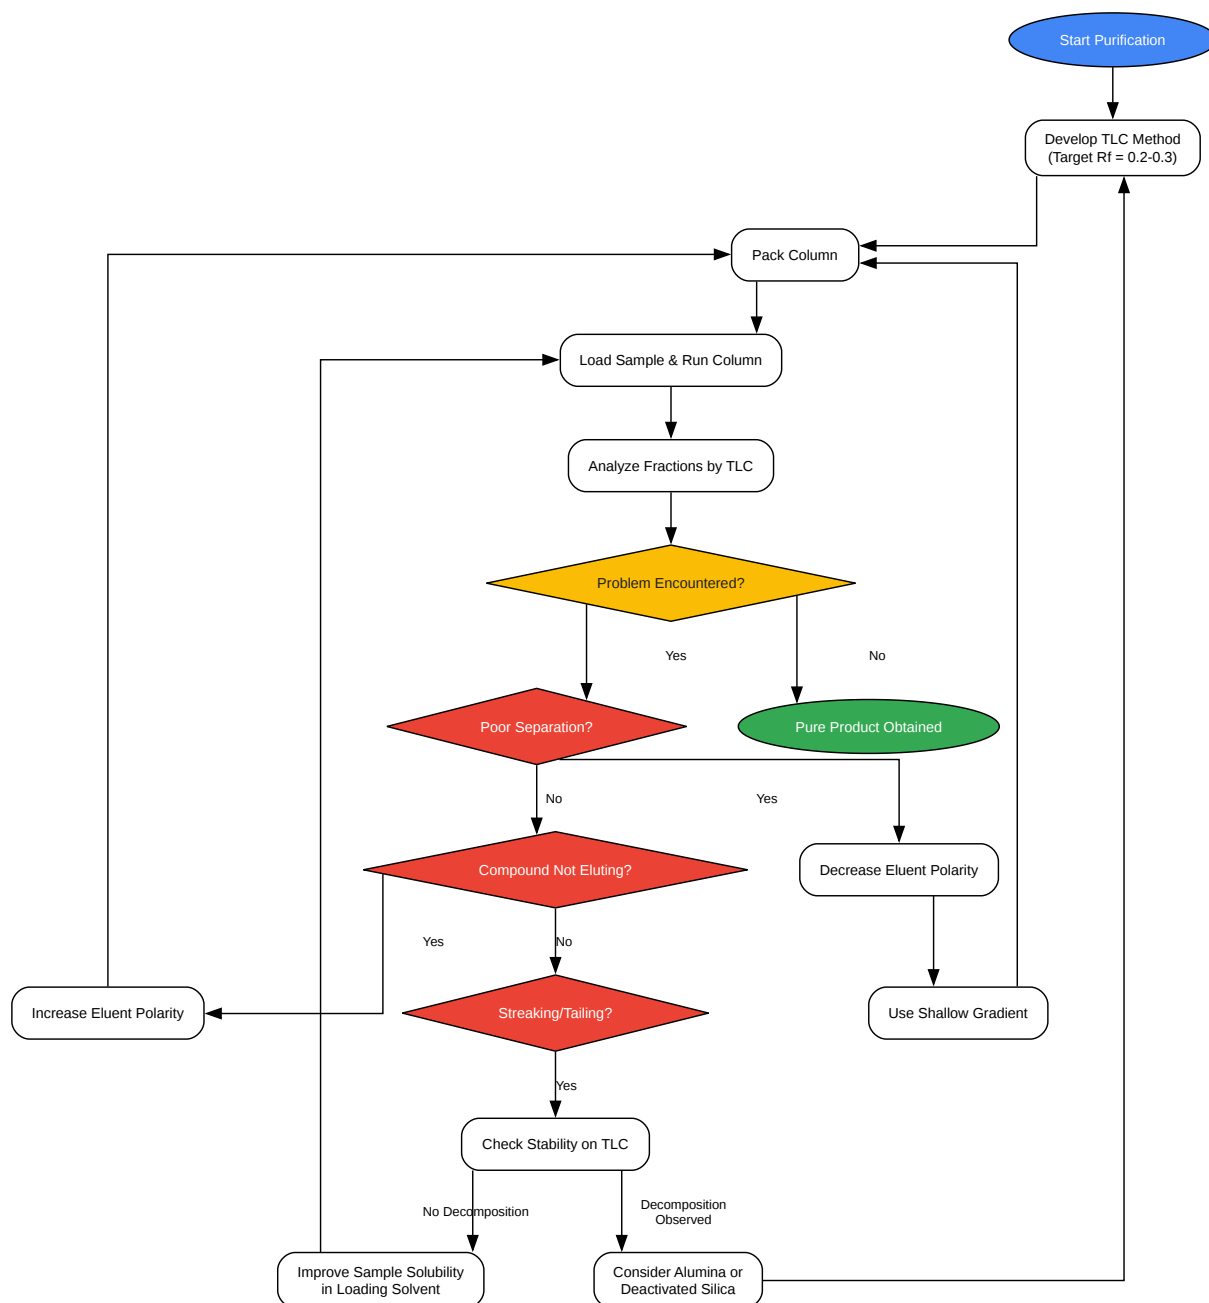 Start Purification
Develop TLC Method
(Target Rf = 0.2-0.3)
Pack Column
Load Sample & Run Column
Analyze Fractions by TLC
Problem Encountered?
Yes
No
Poor Separation?
Pure Product Obtained
No
Yes
Compound Not Eluting?
Decrease Eluent Polarity
Yes
No
Increase Eluent Polarity
Streaking/Tailing?
Use Shallow Gradient
Yes
Check Stability on TLC
No Decomposition
Decomposition
Observed
Improve Sample Solubility
in Loading Solvent
Consider Alumina or
Deactivated Silica